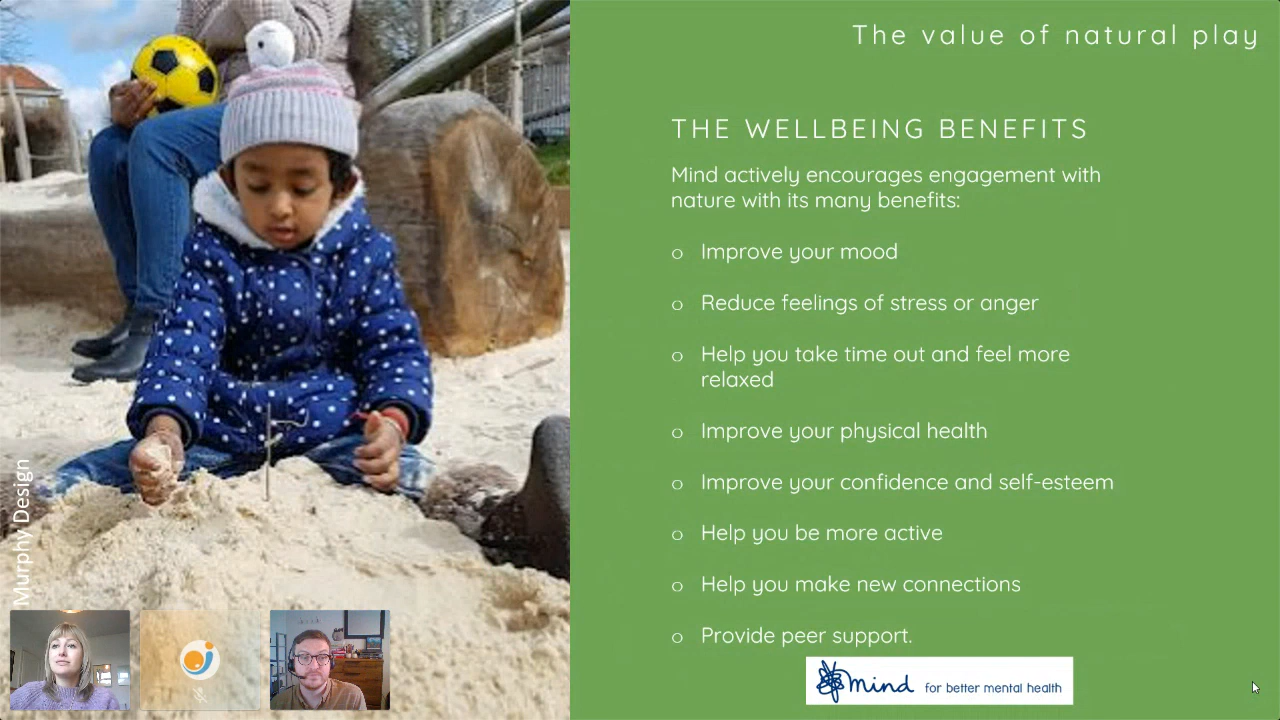 The value of natural play
THE WELLBEING BENEFITS
Mind actively encourages engagement with
nature with its many benefits:
o Improve your mood
o Reduce feelings of stress or anger
o Help you take time out and feel more
relaxed
o Improve your physical health
o Improve your confidence and self-esteem
o Help you be more active
o Help you make new connections
o Provide peer support.
mind for better mental health
Murphy Design